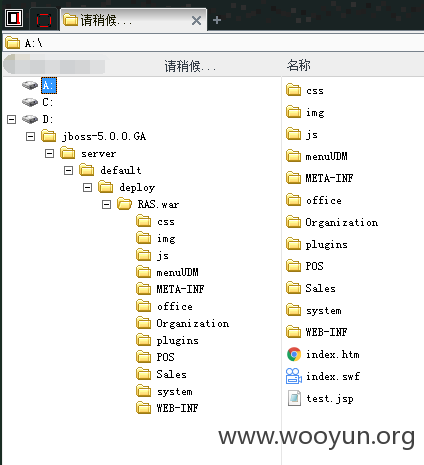 请稍候...
A:\
请稍候...
名称
A:
C:
D:
jboss-5.0.0.GA
server
default
deploy
RAS.war
css
img
js
menuUDM
META-INF
office
Organization
plugins
POS
Sales
system
WEB-INF
css
img
js
menuUDM
META-INF
office
Organization
plugins
POS
Sales
system
WEB-INF
index.htm
index.swf
test.jsp
www.wooyun.org